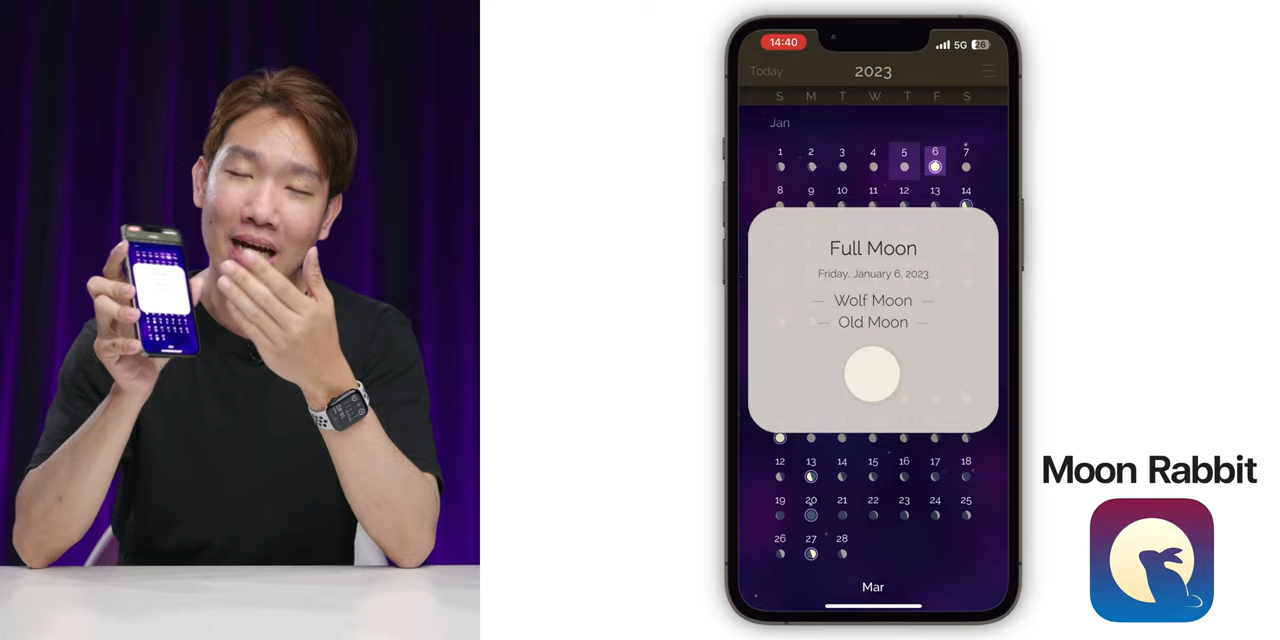 14:40
5G 26
Today 2023
S M T W T F S
Jan
1 2 3 4 5 6 7
8 9 10 11 12 13 14
Full Moon
Friday, January 6, 2023
Wolf Moon
Old Moon
12 13 14 15 16 17 18
19 20 21 22 23 24 25
26 27 28
Mar
Moon Rabbit